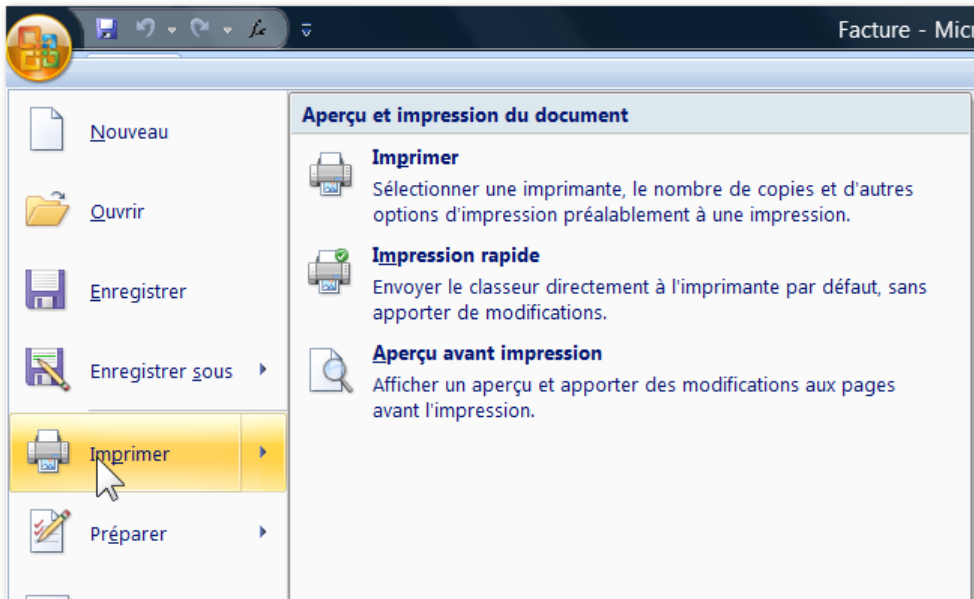 Facture - Micr
Nouveau
Ouvrir
Enregistrer
Enregistrer sous
Imprimer
Préparer
Aperçu et impression du document
Imprimer
Sélectionner une imprimante, le nombre de copies et d'autres
options d'impression préalablement à une impression.
Impression rapide
Envoyer le classeur directement à l'imprimante par défaut, sans
apporter de modifications.
Aperçu avant impression
Afficher un aperçu et apporter des modifications aux pages
avant l'impression.